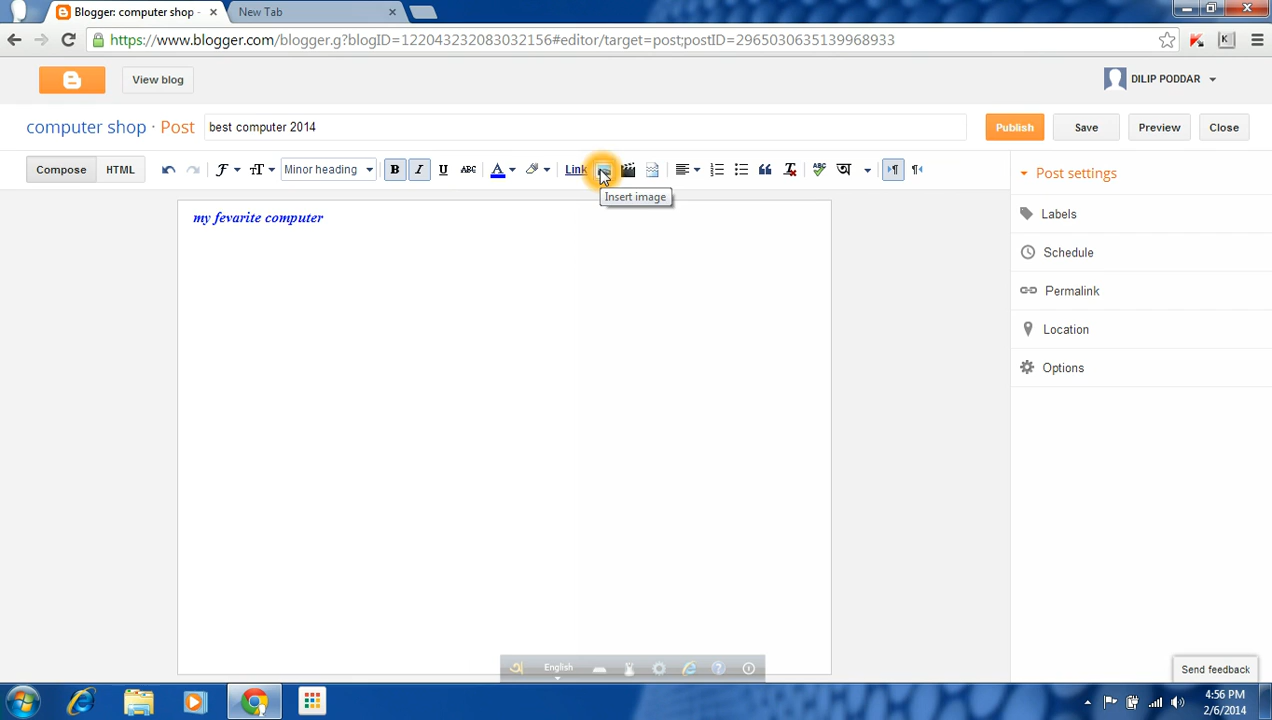 Blogger: computer shop -
New Tab
https://www.blogger.com/blogger.g?blogID=122043232083032156#editor/target=post;postID=2965030635139968933
View blog
DILIP PODDAR
computer shop · Post
best computer 2014
Publish
Save
Preview
Close
Compose
HTML
Minor heading
B
I
U
ABC
A
Link
Insert image
Post settings
my fevarite computer
Labels
Schedule
Permalink
Location
Options
English
Send feedback
4:56 PM
2/6/2014